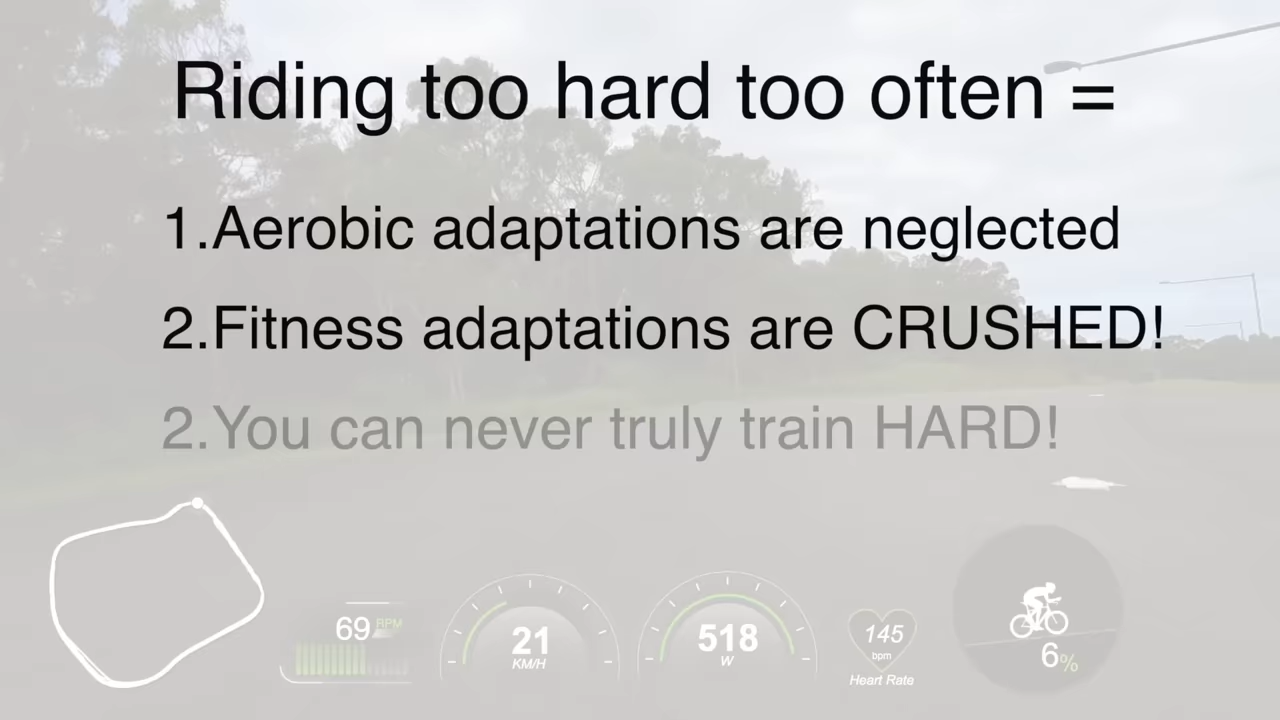 Riding too hard too often =
1.Aerobic adaptations are neglected
2.Fitness adaptations are CRUSHED!
2.You can never truly train HARD!
69 RPM
21
KM/H
518
W
145
bpm
Heart Rate
6%